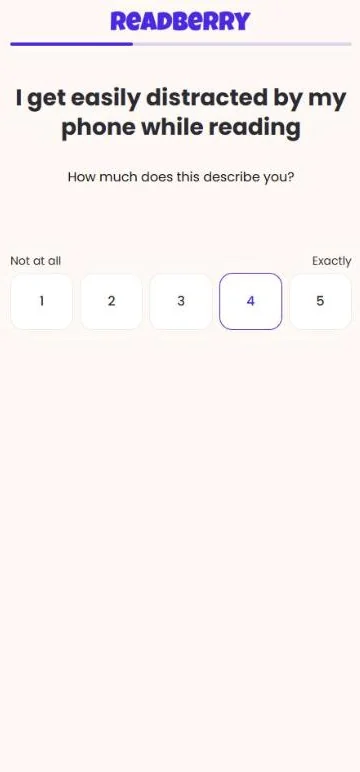 ReadBerry
I get easily distracted by my
phone while reading
How much does this describe you?
Not at all
Exactly
1
2
3
4
5